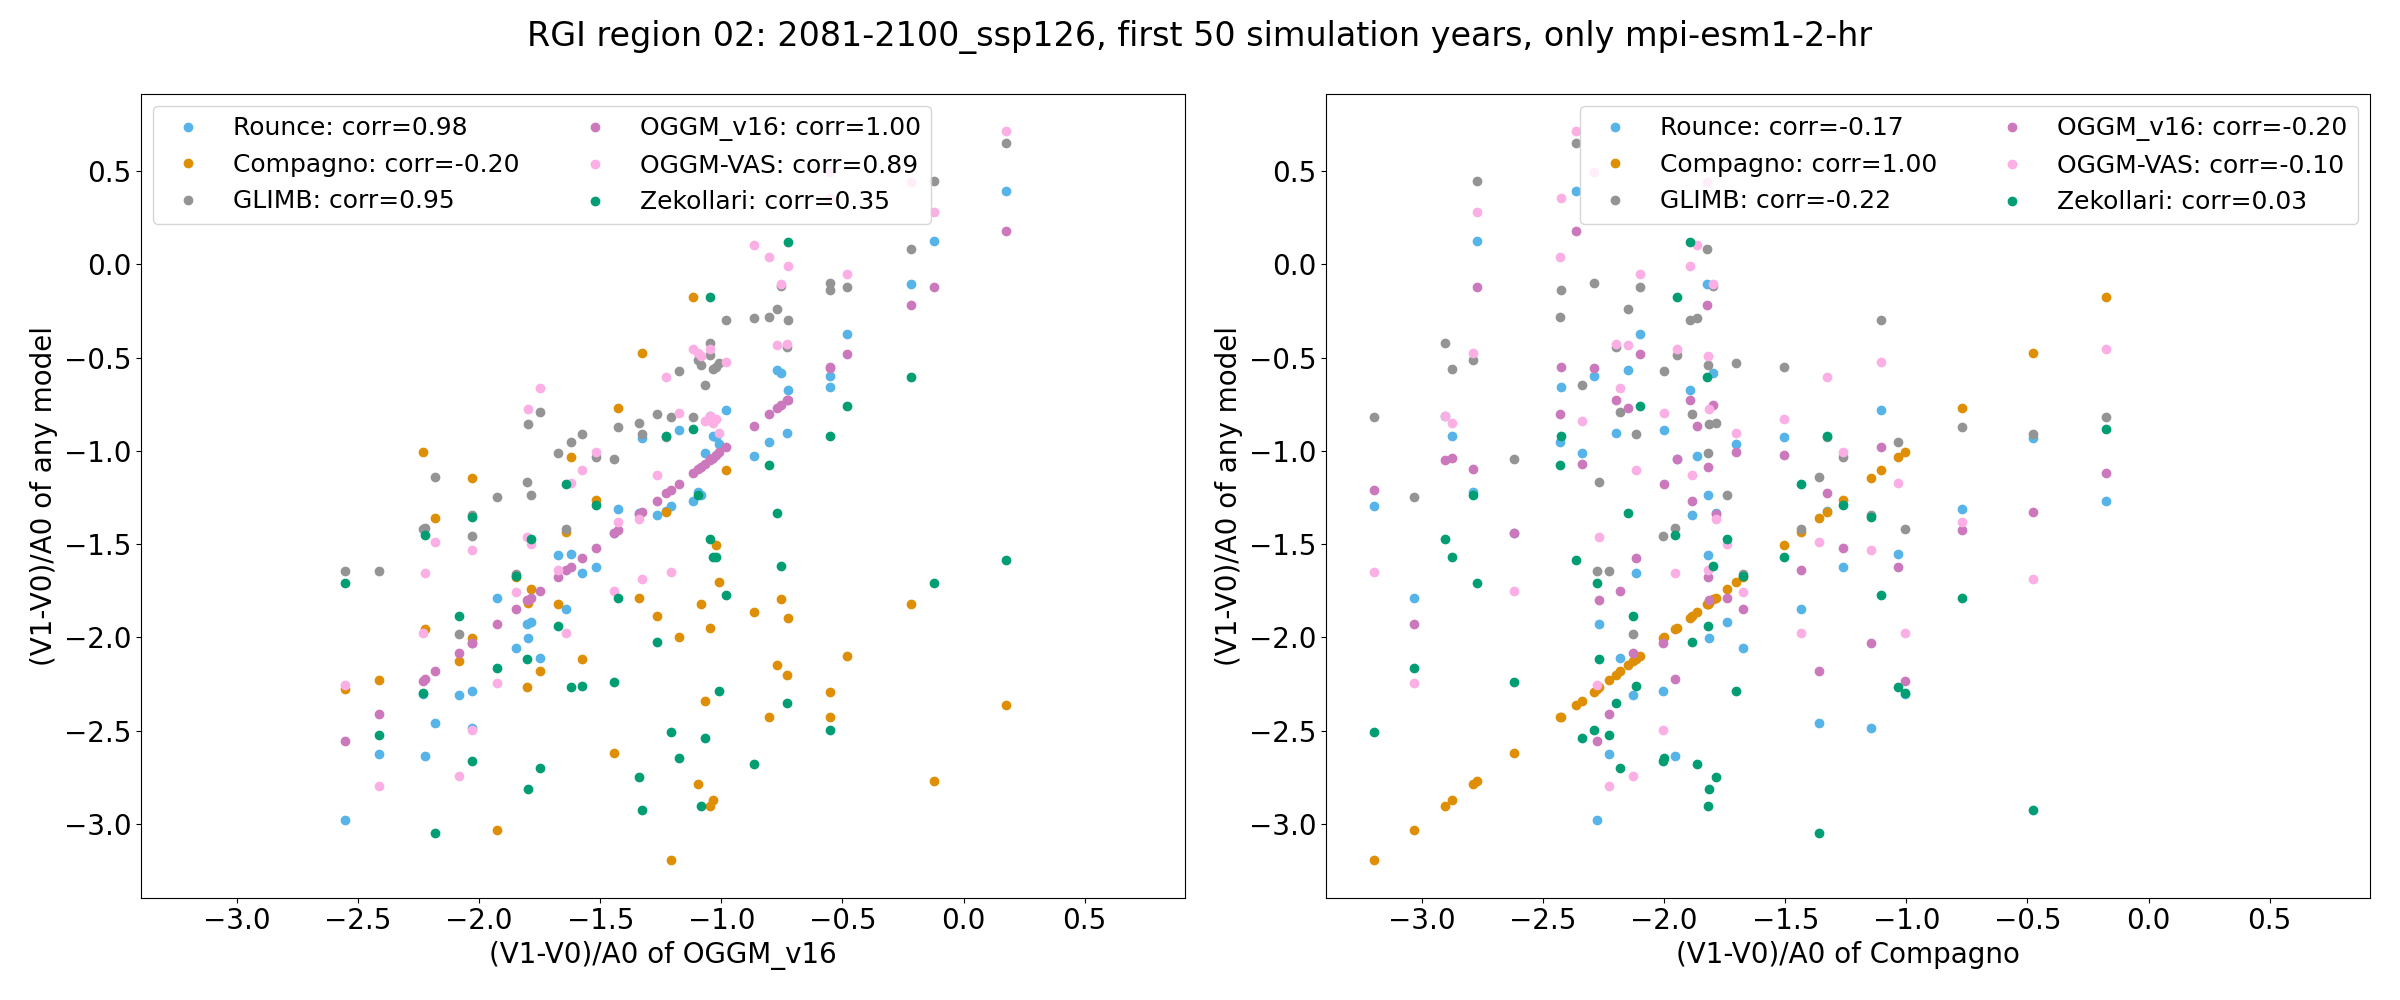 RGI region 02: 2081-2100_ssp126, first 50 simulation years, only mpi-esm1-2-hr
Rounce: corr=0.98
Compagno: corr=-0.20
GLIMB: corr=0.95
OGGM_v16: corr=1.00
OGGM-VAS: corr=0.89
Zekollari: corr=0.35
0.5
0.0
−0.5
−1.0
−1.5
−2.0
−2.5
−3.0
(V1-V0)/A0 of any model
−3.0 −2.5 −2.0 −1.5 −1.0 −0.5 0.0 0.5
(V1-V0)/A0 of OGGM_v16
Rounce: corr=-0.17
Compagno: corr=1.00
GLIMB: corr=-0.22
OGGM_v16: corr=-0.20
OGGM-VAS: corr=-0.10
Zekollari: corr=0.03
0.5
0.0
−0.5
−1.0
−1.5
−2.0
−2.5
−3.0
(V1-V0)/A0 of any model
−3.0 −2.5 −2.0 −1.5 −1.0 −0.5 0.0 0.5
(V1-V0)/A0 of Compagno